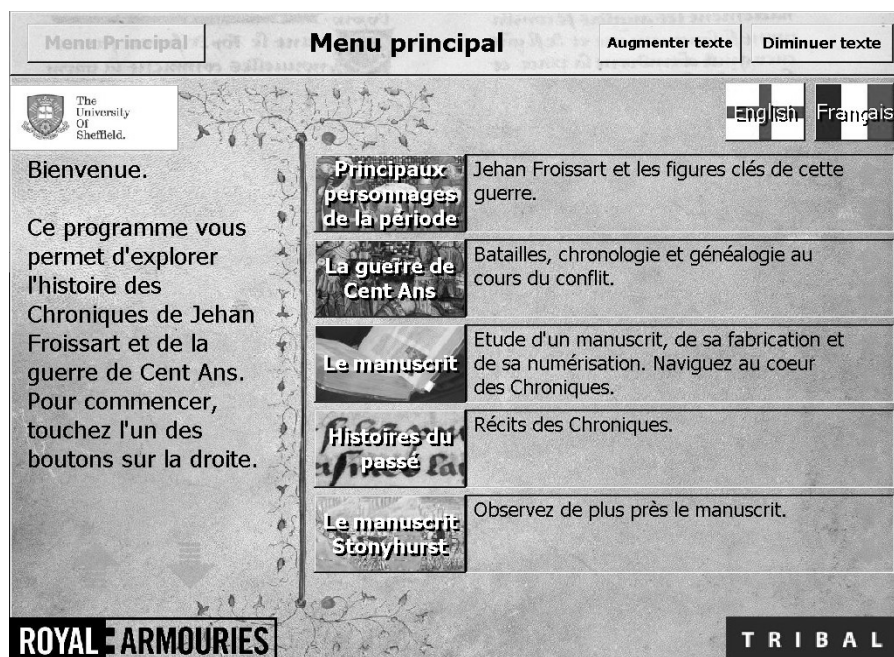 Menu Principal
Menu principal
Augmenter texte
Diminuer texte
The
University
Of
Sheffield.
English
Français
Bienvenue.
Ce programme vous
permet d'explorer
l'histoire des
Chroniques de Jehan
Froissart et de la
guerre de Cent Ans.
Pour commencer,
touchez l'un des
boutons sur la droite.
Principaux
personnages
de la période
Jehan Froissart et les figures clés de cette
guerre.
La guerre de
Cent Ans
Batailles, chronologie et généalogie au
cours du conflit.
Le manuscrit
Etude d'un manuscrit, de sa fabrication et
de sa numérisation. Naviguez au coeur
des Chroniques.
Histoires du
passé
Récits des Chroniques.
Le manuscrit
Stonyhurst
Observez de plus près le manuscrit.
ROYAL ARMOURIES
TRIBAL